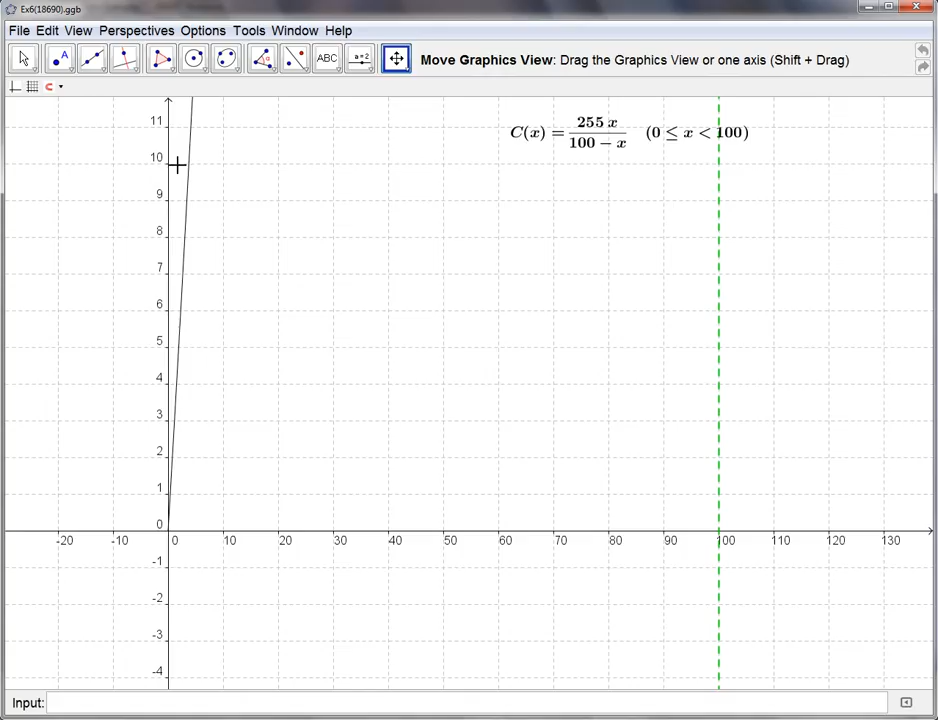 Ex6(18690).ggb
File Edit View Perspectives Options Tools Window Help
A ABC a=2 Move Graphics View: Drag the Graphics View or one axis (Shift + Drag)
C(x) = 255 x / 100 − x (0 ≤ x < 100)
11
10
9
8
7
6
5
4
3
2
1
0
-20 -10 0 10 20 30 40 50 60 70 80 90 100 110 120 130
-1
-2
-3
-4
Input: